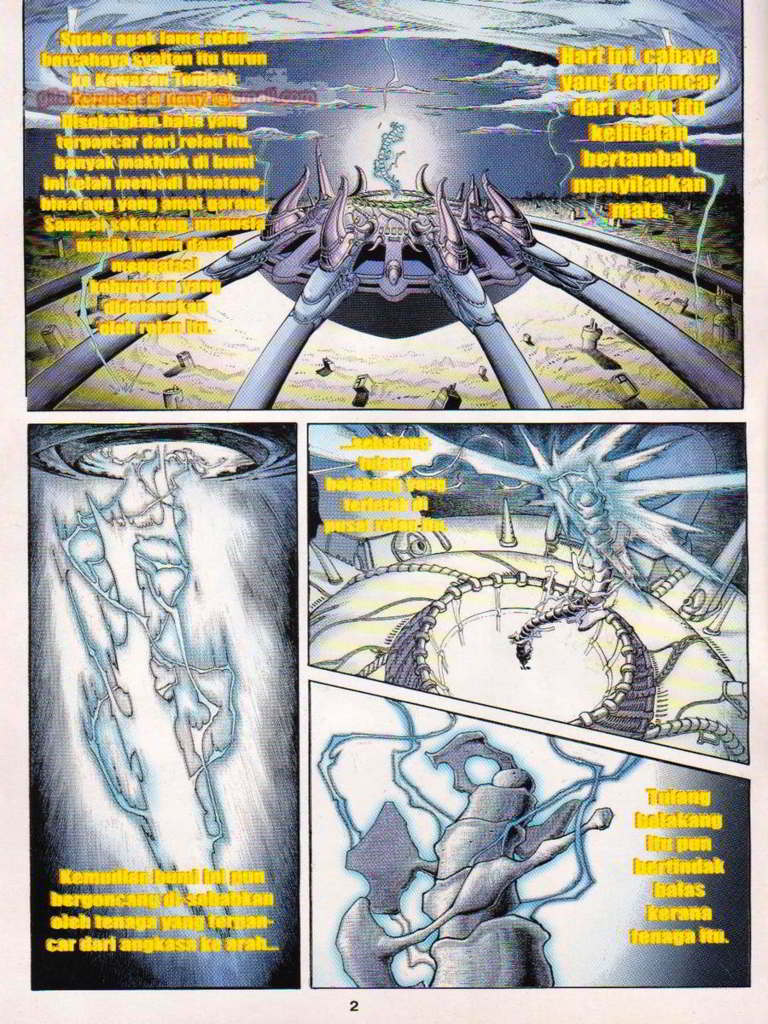 Sudah agak lama relau
bercahaya syaitan itu turun
ke Kawasan Tembok
Disebabkan haba yang
terpancar dari relau itu,
banyak makhluk di bumi
ini telah menjadi binatang-
binatang yang amat garang.
Sampai sekarang, manusia
masih belum dapat
mengatasi
keburukan yang
didatangkan
oleh relau itu.
Hari ini, cahaya
yang terpancar
dari relau itu
kelihatan
bertambah
menyilaukan
mata.
...sebatang
tulang
belakang yang
terletak di
pusat relau itu.
Kemudian bumi ini pun
bergoncang di sebabkan
oleh tenaga yang terpan-
car dari angkasa ke arah...
Tulang
belakang
itu pun
bertindak
balas
kerana
tenaga itu.
2